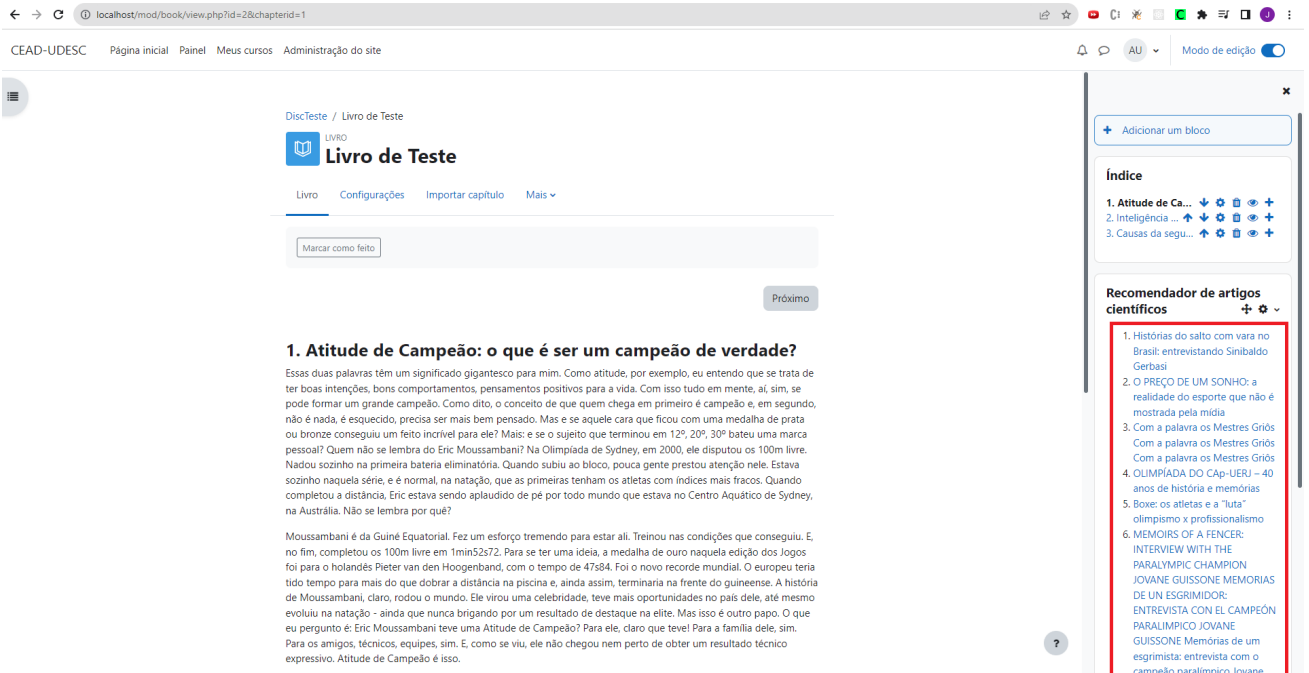 localhost/mod/book/view.php?id=2&chapterid=1
CEAD-UDESC Página inicial Painel Meus cursos Administração do site AU Modo de edição
DiscTeste / Livro de Teste
LIVRO
Livro de Teste
Livro Configurações Importar capítulo Mais
Marcar como feito
Próximo
1. Atitude de Campeão: o que é ser um campeão de verdade?
Essas duas palavras têm um significado gigantesco para mim. Como atitude, por exemplo, eu entendo que se trata de
ter boas intenções, bons comportamentos, pensamentos positivos para a vida. Com isso tudo em mente, aí, sim, se
pode formar um grande campeão. Como dito, o conceito de que quem chega em primeiro é campeão e, em segundo,
não é nada, é esquecido, precisa ser mais bem pensado. Mas e se aquele cara que ficou com uma medalha de prata
ou bronze conseguiu um feito incrível para ele? Mais: e se o sujeito que terminou em 12º, 20º, 30º bateu uma marca
pessoal? Quem não se lembra do Eric Moussambani? Na Olimpíada de Sydney, em 2000, ele disputou os 100m livre.
Nadou sozinho na primeira bateria eliminatória. Quando subiu ao bloco, pouca gente prestou atenção nele. Estava
sozinho naquela série, e é normal, na natação, que as primeiras tenham os atletas com índices mais fracos. Quando
completou a distância, Eric estava sendo aplaudido de pé por todo mundo que estava no Centro Aquático de Sydney,
na Austrália. Não se lembra por quê?
Moussambani é da Guiné Equatorial. Fez um esforço tremendo para estar ali. Treinou nas condições que conseguiu. E,
no fim, completou os 100m livre em 1min52s72. Para se ter uma ideia, a medalha de ouro naquela edição dos Jogos
foi para o holandês Pieter van den Hoogenband, com o tempo de 47s84. Foi o novo recorde mundial. O europeu teria
tido tempo para mais do que dobrar a distância na piscina e, ainda assim, terminaria na frente do guineense. A história
de Moussambani, claro, rodou o mundo. Ele virou uma celebridade, teve mais oportunidades no país dele, até mesmo
evoluiu na natação - ainda que nunca brigando por um resultado de destaque na elite. Mas isso é outro papo. O que
eu pergunto é: Eric Moussambani teve uma Atitude de Campeão? Para ele, claro que teve! Para a família dele, sim.
Para os amigos, técnicos, equipes, sim. E, como se viu, ele não chegou nem perto de obter um resultado técnico
expressivo. Atitude de Campeão é isso.
Adicionar um bloco
Índice
1. Atitude de Ca...
2. Inteligência ...
3. Causas da segu...
Recomendador de artigos
científicos
1. Histórias do salto com vara no
Brasil: entrevistando Sinibaldo
Gerbasi
2. O PREÇO DE UM SONHO: a
realidade do esporte que não é
mostrada pela mídia
3. Com a palavra os Mestres Griôs
Com a palavra os Mestres Griôs
Com a palavra os Mestres Griôs
4. OLIMPÍADA DO CAp-UERJ – 40
anos de história e memórias
5. Boxe: os atletas e a "luta"
olimpismo x profissionalismo
6. MEMOIRS OF A FENCER:
INTERVIEW WITH THE
PARALYMPIC CHAMPION
JOVANE GUISSONE MEMORIAS
DE UN ESGRIMIDOR:
ENTREVISTA CON EL CAMPEÓN
PARALIMPICO JOVANE
GUISSONE Memórias de um
esgrimista: entrevista com o
campeão paralímpico Jovane
?